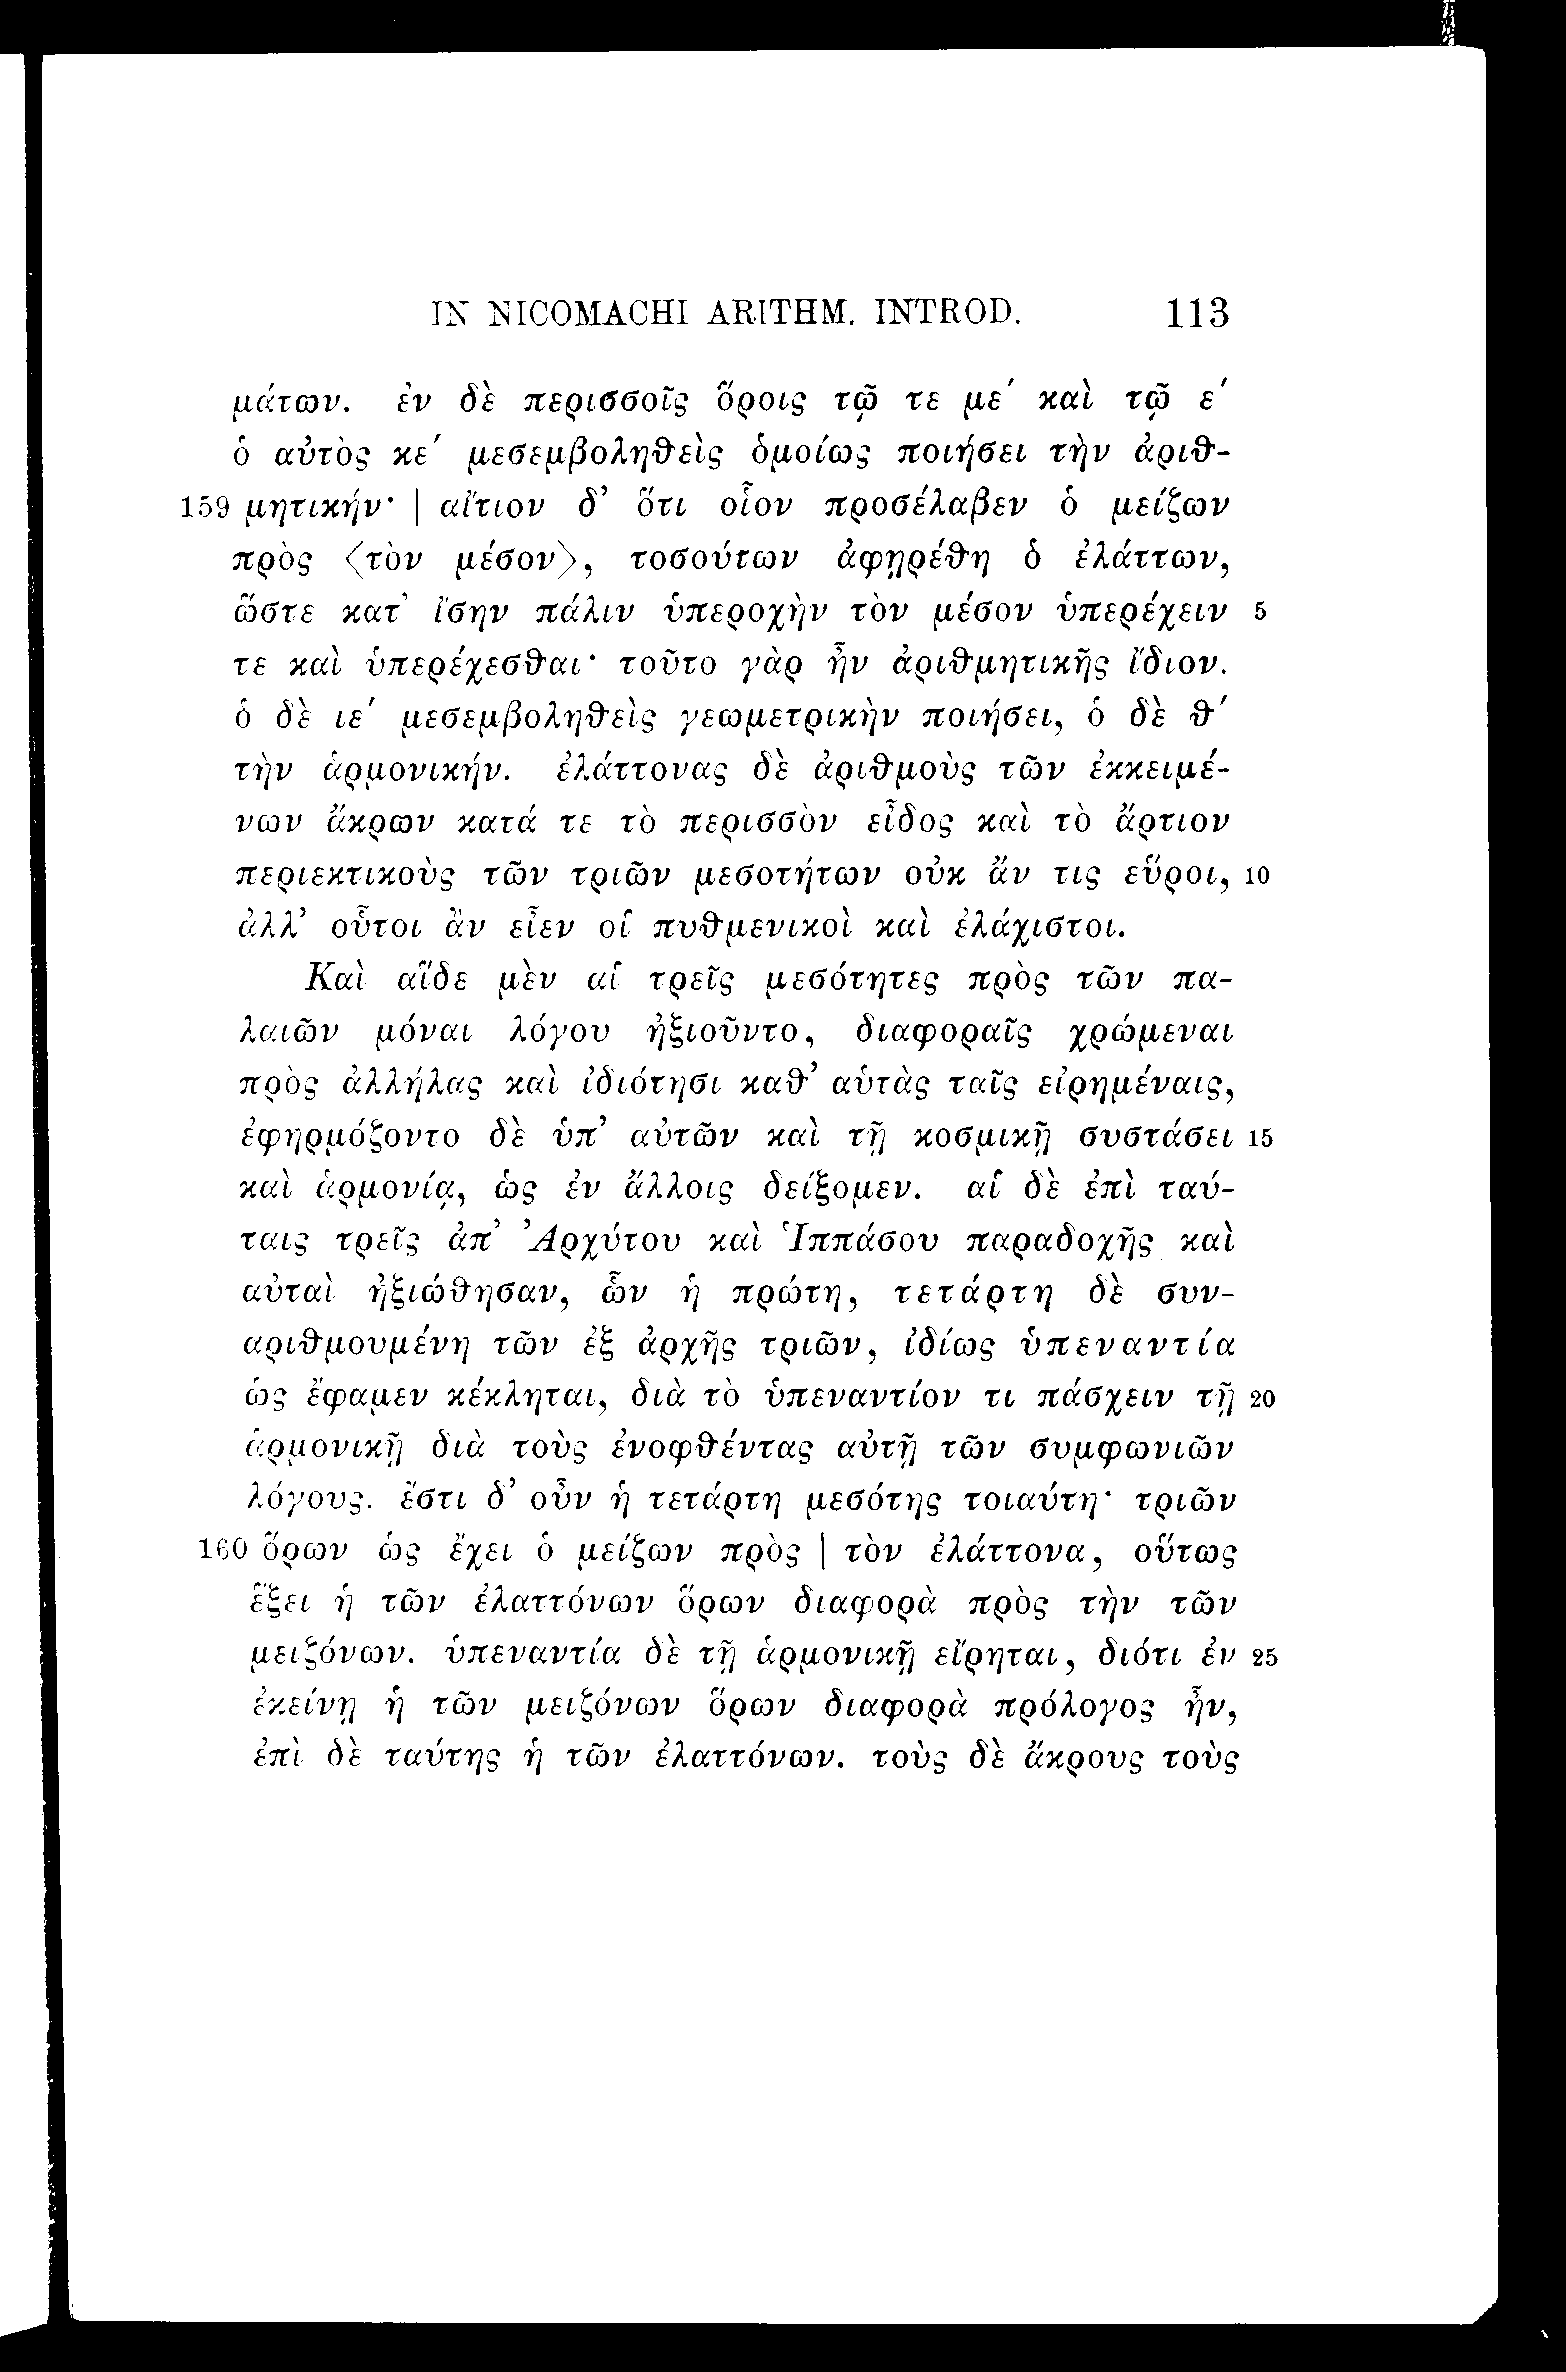 IN NICOMACHI ARITHM. INTROD. 113
μάτων. ἐν δὲ περισσοῖς ὅροις τῷ τε με′ καὶ τῷ ε′
ὁ αὐτὸς κε′ μεσεμβοληϑεὶς ὁμοίως ποιήσει τὴν ἀριϑ-
159 μητικήν· | αἴτιον δ’ ὅτι οἷον προσέλαβεν ὁ μείζων
πρὸς 〈τὸν μέσον〉, τοσούτων ἀφῃρέϑη ὁ ἐλάττων,
ὥστε κατ’ ἴσην πάλιν ὑπεροχὴν τὸν μέσον ὑπερέχειν 5
τε καὶ ὑπερέχεσϑαι· τοῦτο γὰρ ἦν ἀριϑμητικῆς ἴδιον.
ὁ δὲ ιε′ μεσεμβοληϑεὶς γεωμετρικὴν ποιήσει, ὁ δὲ ϑ′
τὴν ἁρμονικήν. ἐλάττονας δὲ ἀριϑμοὺς τῶν ἐκκειμέ-
νων ἄκρων κατά τε τὸ περισσὸν εἶδος καὶ τὸ ἄρτιον
περιεκτικοὺς τῶν τριῶν μεσοτήτων οὐκ ἄν τις εὕροι, 10
ἀλλ’ οὗτοι ἂν εἶεν οἱ πυϑμενικοὶ καὶ ἐλάχιστοι.
Καὶ αἵδε μὲν αἱ τρεῖς μεσότητες πρὸς τῶν πα-
λαιῶν μόναι λόγου ἠξιοῦντο, διαφοραῖς χρώμεναι
πρὸς ἀλλήλας καὶ ἰδιότησι καϑ’ αὑτὰς ταῖς εἰρημέναις,
ἐφηρμόζοντο δὲ ὑπ’ αὐτῶν καὶ τῇ κοσμικῇ συστάσει 15
καὶ ἁρμονίᾳ, ὡς ἐν ἄλλοις δείξομεν. αἱ δὲ ἐπὶ ταύ-
ταις τρεῖς ἀπ’ Ἀρχύτου καὶ Ἱππάσου παραδοχῆς καὶ
αὐταὶ ἠξιώϑησαν, ὧν ἡ πρώτη, τετάρτη δὲ συν-
αριϑμουμένη τῶν ἐξ ἀρχῆς τριῶν, ἰδίως ὑπεναντία
ὡς ἔφαμεν κέκληται, διὰ τὸ ὑπεναντίον τι πάσχειν τῇ 20
ἁρμονικῇ διὰ τοὺς ἐνοφϑέντας αὐτῇ τῶν συμφωνιῶν
λόγους. ἔστι δ’ οὖν ἡ τετάρτη μεσότης τοιαύτη· τριῶν
160 ὅρων ὡς ἔχει ὁ μείζων πρὸς | τὸν ἐλάττονα, οὕτως
ἕξει ἡ τῶν ἐλαττόνων ὅρων διαφορὰ πρὸς τὴν τῶν
μειζόνων. ὑπεναντία δὲ τῇ ἁρμονικῇ εἴρηται, διότι ἐν 25
ἐκείνῃ ἡ τῶν μειζόνων ὅρων διαφορὰ πρόλογος ἦν,
ἐπὶ δὲ ταύτης ἡ τῶν ἐλαττόνων. τοὺς δὲ ἄκρους τοὺς